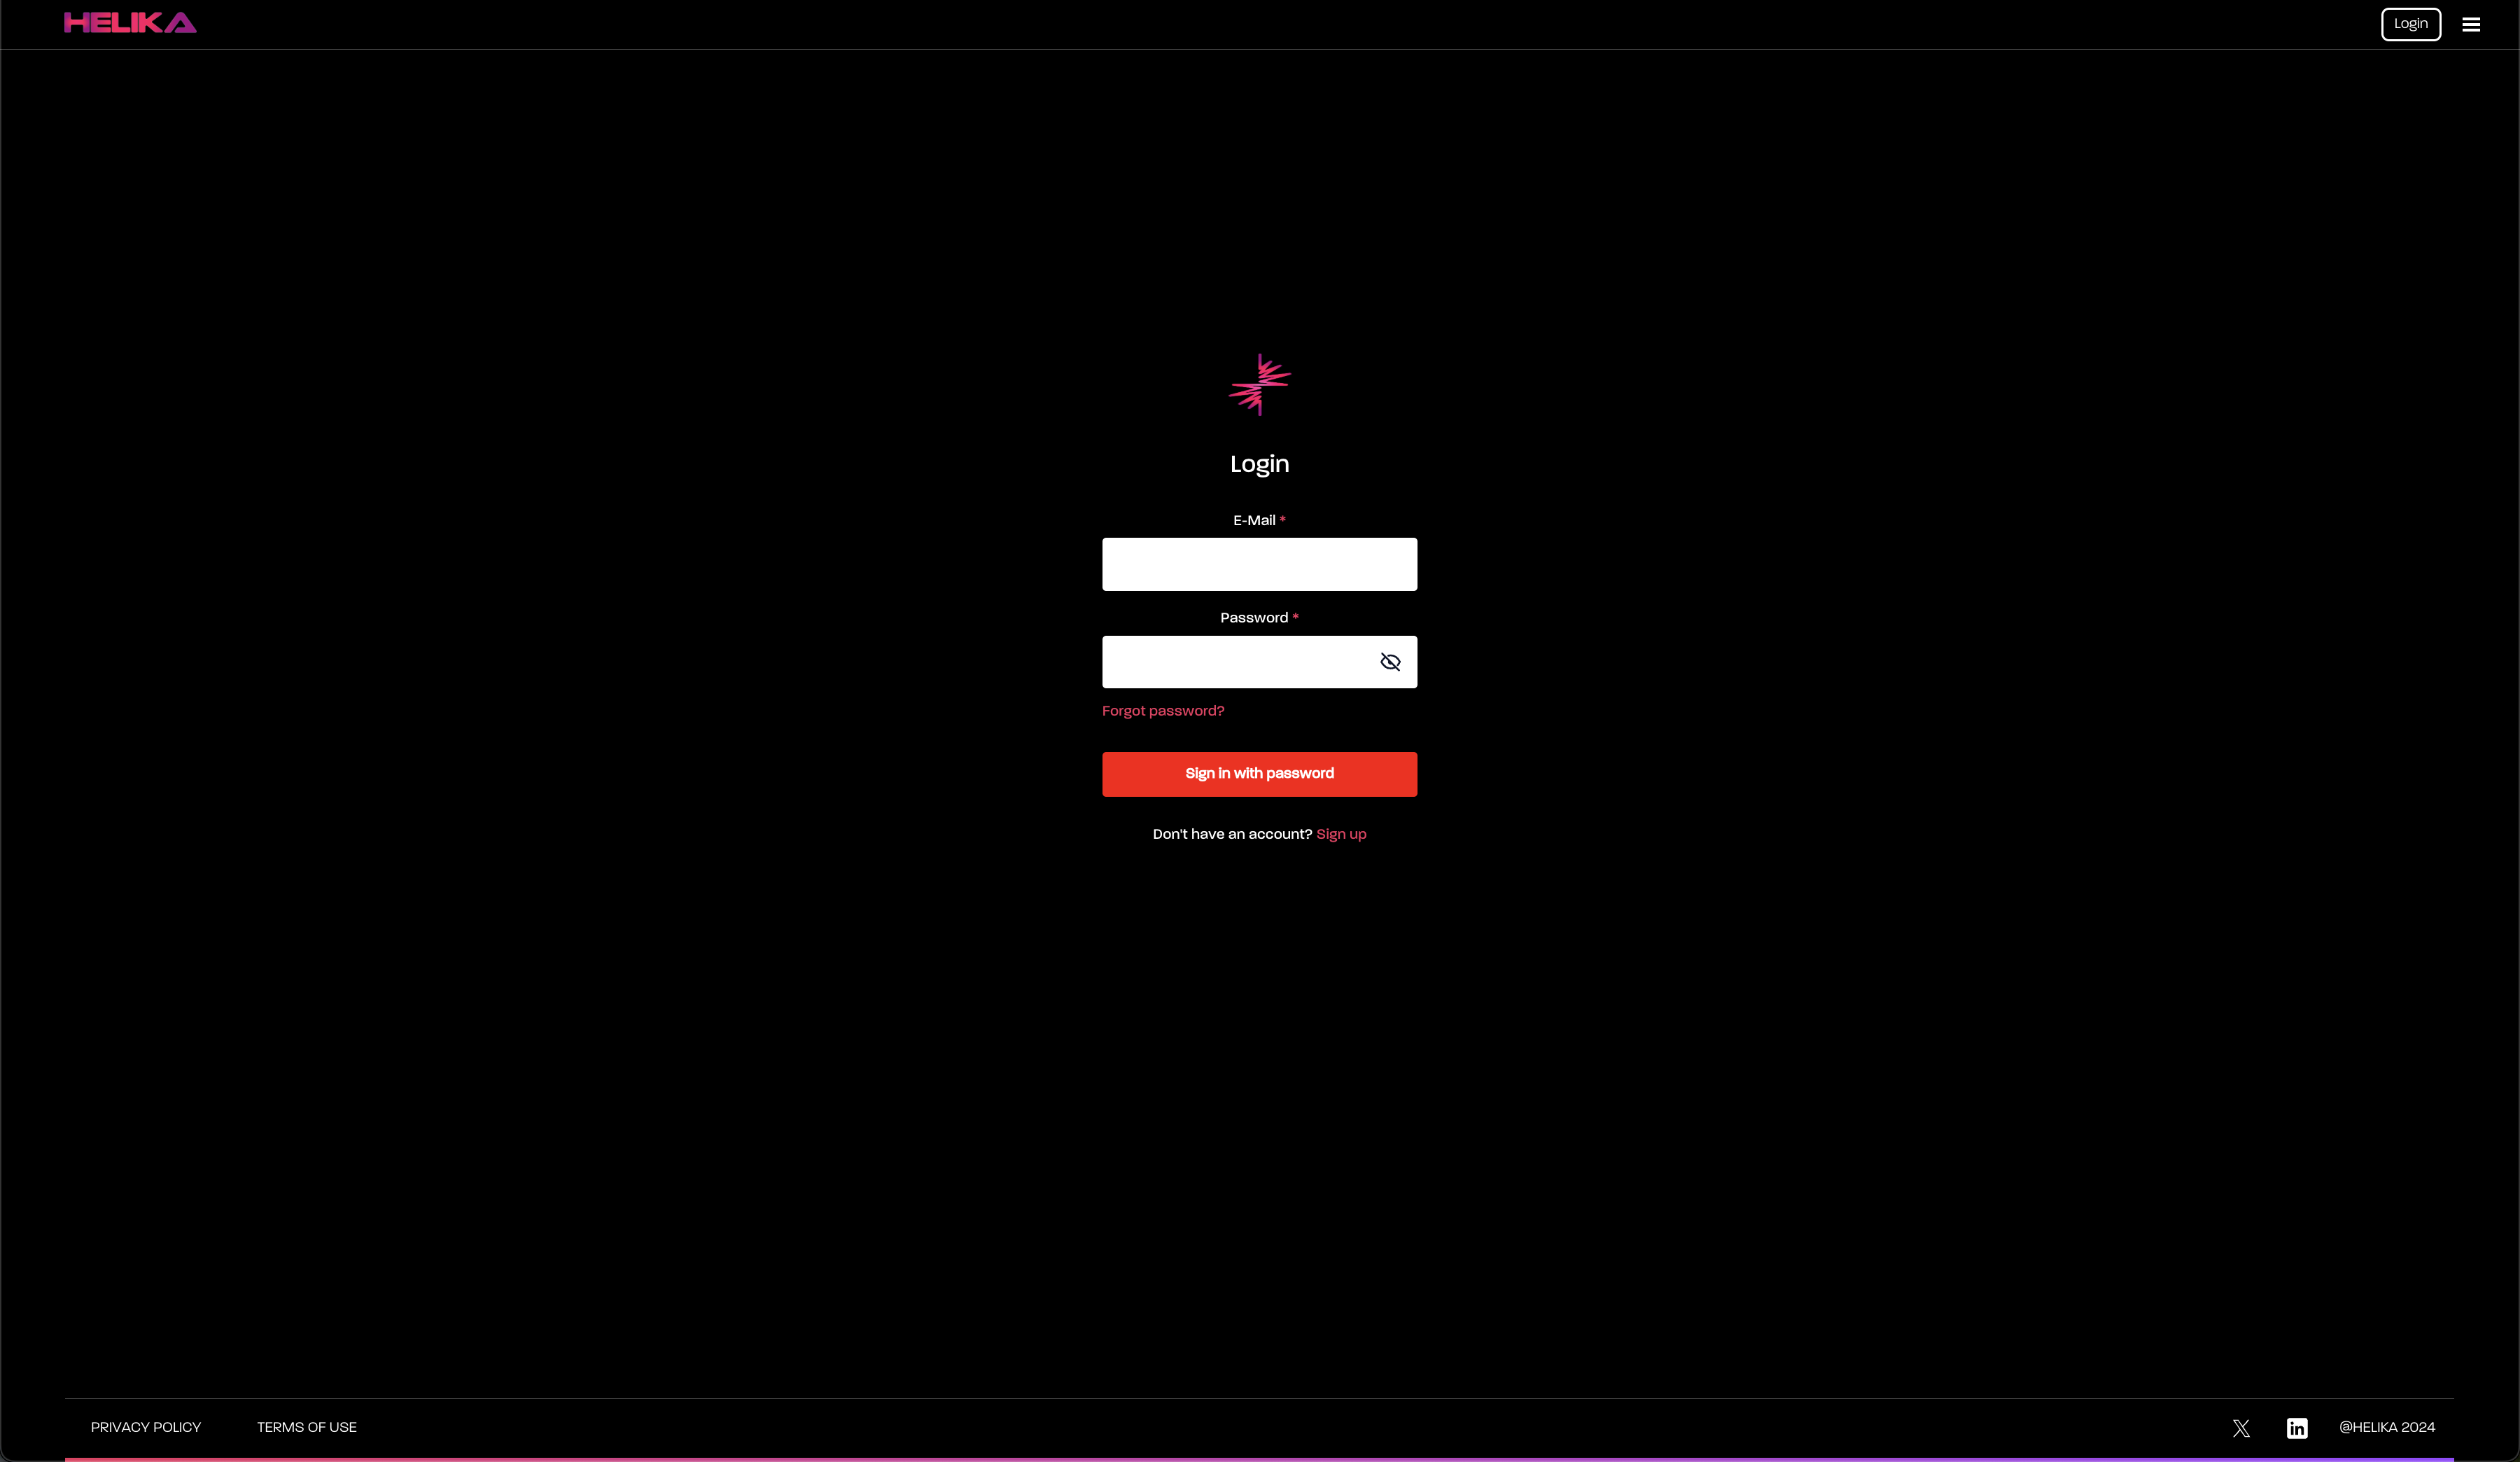 HELIKA
Login
Login
E-Mail *
Password *
Forgot password?
Sign in with password
Don't have an account? Sign up
PRIVACY POLICY
TERMS OF USE
X
in
@HELIKA 2024